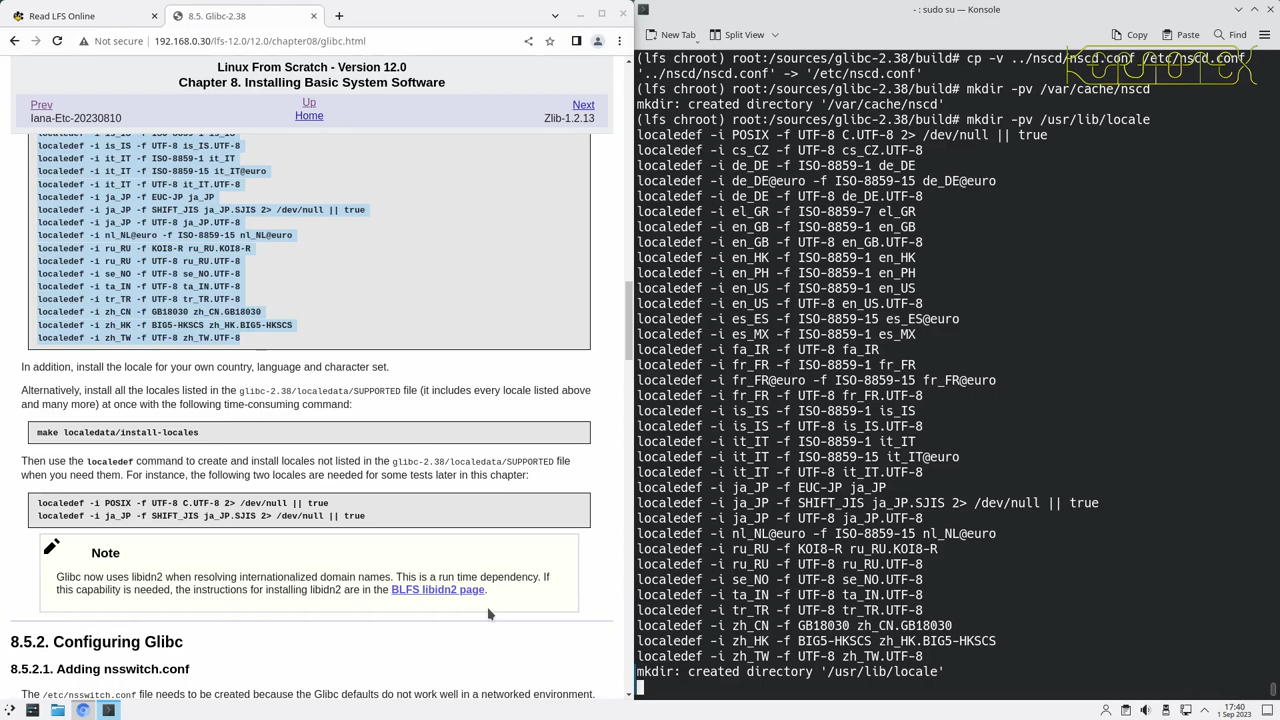 Read LFS Online
8.5. Glibc-2.38
Not secure
192.168.0.30/lfs-12.0/12.0/chapter08/glibc.html
Linux From Scratch - Version 12.0
Chapter 8. Installing Basic System Software
Prev
Up
Next
Iana-Etc-20230810
Home
Zlib-1.2.13
localedef -i is_IS -f ISO-8859-1 is_IS
localedef -i is_IS -f UTF-8 is_IS.UTF-8
localedef -i it_IT -f ISO-8859-1 it_IT
localedef -i it_IT -f ISO-8859-15 it_IT@euro
localedef -i it_IT -f UTF-8 it_IT.UTF-8
localedef -i ja_JP -f EUC-JP ja_JP
localedef -i ja_JP -f SHIFT_JIS ja_JP.SJIS 2> /dev/null || true
localedef -i ja_JP -f UTF-8 ja_JP.UTF-8
localedef -i nl_NL@euro -f ISO-8859-15 nl_NL@euro
localedef -i ru_RU -f KOI8-R ru_RU.KOI8-R
localedef -i ru_RU -f UTF-8 ru_RU.UTF-8
localedef -i se_NO -f UTF-8 se_NO.UTF-8
localedef -i ta_IN -f UTF-8 ta_IN.UTF-8
localedef -i tr_TR -f UTF-8 tr_TR.UTF-8
localedef -i zh_CN -f GB18030 zh_CN.GB18030
localedef -i zh_HK -f BIG5-HKSCS zh_HK.BIG5-HKSCS
localedef -i zh_TW -f UTF-8 zh_TW.UTF-8
In addition, install the locale for your own country, language and character set.
Alternatively, install all the locales listed in the glibc-2.38/localedata/SUPPORTED file (it includes every locale listed above
and many more) at once with the following time-consuming command:
make localedata/install-locales
Then use the localedef command to create and install locales not listed in the glibc-2.38/localedata/SUPPORTED file
when you need them. For instance, the following two locales are needed for some tests later in this chapter:
localedef -i POSIX -f UTF-8 C.UTF-8 2> /dev/null || true
localedef -i ja_JP -f SHIFT_JIS ja_JP.SJIS 2> /dev/null || true
Note
Glibc now uses libidn2 when resolving internationalized domain names. This is a run time dependency. If
this capability is needed, the instructions for installing libidn2 are in the BLFS libidn2 page.
8.5.2. Configuring Glibc
8.5.2.1. Adding nsswitch.conf
The /etc/nsswitch.conf file needs to be created because the Glibc defaults do not work well in a networked environment.
- : sudo su — Konsole
New Tab
Split View
Copy
Paste
Find
(lfs chroot) root:/sources/glibc-2.38/build# cp -v ../nscd/nscd.conf /etc/nscd.conf
'../nscd/nscd.conf' -> '/etc/nscd.conf'
(lfs chroot) root:/sources/glibc-2.38/build# mkdir -pv /var/cache/nscd
mkdir: created directory '/var/cache/nscd'
(lfs chroot) root:/sources/glibc-2.38/build# mkdir -pv /usr/lib/locale
localedef -i POSIX -f UTF-8 C.UTF-8 2> /dev/null || true
localedef -i cs_CZ -f UTF-8 cs_CZ.UTF-8
localedef -i de_DE -f ISO-8859-1 de_DE
localedef -i de_DE@euro -f ISO-8859-15 de_DE@euro
localedef -i de_DE -f UTF-8 de_DE.UTF-8
localedef -i el_GR -f ISO-8859-7 el_GR
localedef -i en_GB -f ISO-8859-1 en_GB
localedef -i en_GB -f UTF-8 en_GB.UTF-8
localedef -i en_HK -f ISO-8859-1 en_HK
localedef -i en_PH -f ISO-8859-1 en_PH
localedef -i en_US -f ISO-8859-1 en_US
localedef -i en_US -f UTF-8 en_US.UTF-8
localedef -i es_ES -f ISO-8859-15 es_ES@euro
localedef -i es_MX -f ISO-8859-1 es_MX
localedef -i fa_IR -f UTF-8 fa_IR
localedef -i fr_FR -f ISO-8859-1 fr_FR
localedef -i fr_FR@euro -f ISO-8859-15 fr_FR@euro
localedef -i fr_FR -f UTF-8 fr_FR.UTF-8
localedef -i is_IS -f ISO-8859-1 is_IS
localedef -i is_IS -f UTF-8 is_IS.UTF-8
localedef -i it_IT -f ISO-8859-1 it_IT
localedef -i it_IT -f ISO-8859-15 it_IT@euro
localedef -i it_IT -f UTF-8 it_IT.UTF-8
localedef -i ja_JP -f EUC-JP ja_JP
localedef -i ja_JP -f SHIFT_JIS ja_JP.SJIS 2> /dev/null || true
localedef -i ja_JP -f UTF-8 ja_JP.UTF-8
localedef -i nl_NL@euro -f ISO-8859-15 nl_NL@euro
localedef -i ru_RU -f KOI8-R ru_RU.KOI8-R
localedef -i ru_RU -f UTF-8 ru_RU.UTF-8
localedef -i se_NO -f UTF-8 se_NO.UTF-8
localedef -i ta_IN -f UTF-8 ta_IN.UTF-8
localedef -i tr_TR -f UTF-8 tr_TR.UTF-8
localedef -i zh_CN -f GB18030 zh_CN.GB18030
localedef -i zh_HK -f BIG5-HKSCS zh_HK.BIG5-HKSCS
localedef -i zh_TW -f UTF-8 zh_TW.UTF-8
mkdir: created directory '/usr/lib/locale'
17:40
1 Sep 2023